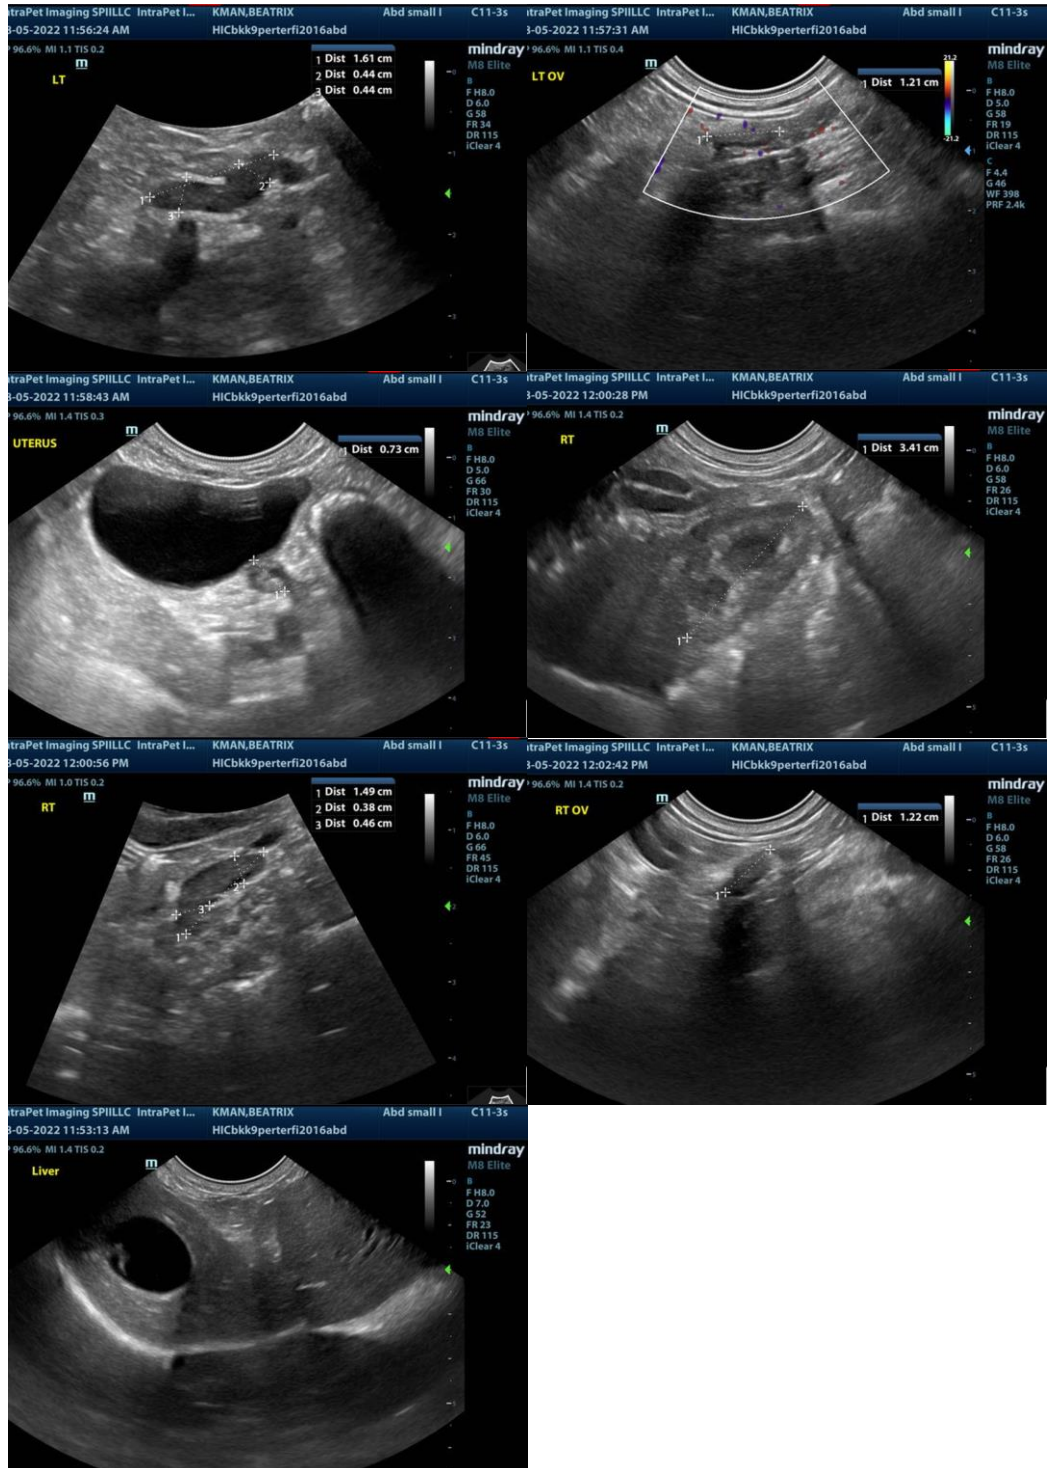 ntraPet Imaging SPIILLC IntraPet I... KMAN,BEATRIX Abd small I C11-3s
3-05-2022 11:56:24 AM HICbkk9perterfi2016abd
96.6% MI 1.1 TIS 0.2
m
mindray
M8 Elite
LT
1 Dist 1.61 cm
2 Dist 0.44 cm
3 Dist 0.44 cm
B
F H8.0
D 6.0
G 58
FR 34
DR 115
iClear 4
ntraPet Imaging SPIILLC IntraPet I... KMAN,BEATRIX Abd small I C11-3s
3-05-2022 11:57:31 AM HICbkk9perterfi2016abd
96.6% MI 1.1 TIS 0.4
m
mindray
M8 Elite
LT OV
1 Dist 1.21 cm
21.2
-21.2
B
F H8.0
D 5.0
G 58
FR 19
DR 115
iClear 4
C
F 4.4
G 46
WF 398
PRF 2.4k
ntraPet Imaging SPIILLC IntraPet I... KMAN,BEATRIX Abd small I C11-3s
3-05-2022 11:58:43 AM HICbkk9perterfi2016abd
96.6% MI 1.4 TIS 0.3
m
mindray
M8 Elite
UTERUS
1 Dist 0.73 cm
B
F H8.0
D 5.0
G 66
FR 30
DR 115
iClear 4
ntraPet Imaging SPIILLC IntraPet I... KMAN,BEATRIX Abd small I C11-3s
3-05-2022 12:00:28 PM HICbkk9perterfi2016abd
96.6% MI 1.4 TIS 0.2
m
mindray
M8 Elite
RT
1 Dist 3.41 cm
B
F H8.0
D 6.0
G 58
FR 26
DR 115
iClear 4
ntraPet Imaging SPIILLC IntraPet I... KMAN,BEATRIX Abd small I C11-3s
3-05-2022 12:00:56 PM HICbkk9perterfi2016abd
96.6% MI 1.0 TIS 0.2
m
mindray
M8 Elite
RT
1 Dist 1.49 cm
2 Dist 0.38 cm
3 Dist 0.46 cm
B
F H8.0
D 6.0
G 66
FR 45
DR 115
iClear 4
ntraPet Imaging SPIILLC IntraPet I... KMAN,BEATRIX Abd small I C11-3s
3-05-2022 12:02:42 PM HICbkk9perterfi2016abd
96.6% MI 1.4 TIS 0.2
m
mindray
M8 Elite
RT OV
1 Dist 1.22 cm
B
F H8.0
D 6.0
G 58
FR 26
DR 115
iClear 4
ntraPet Imaging SPIILLC IntraPet I... KMAN,BEATRIX Abd small I C11-3s
3-05-2022 11:53:13 AM HICbkk9perterfi2016abd
96.6% MI 1.4 TIS 0.2
m
mindray
M8 Elite
Liver
B
F H8.0
D 7.0
G 52
FR 23
DR 115
iClear 4